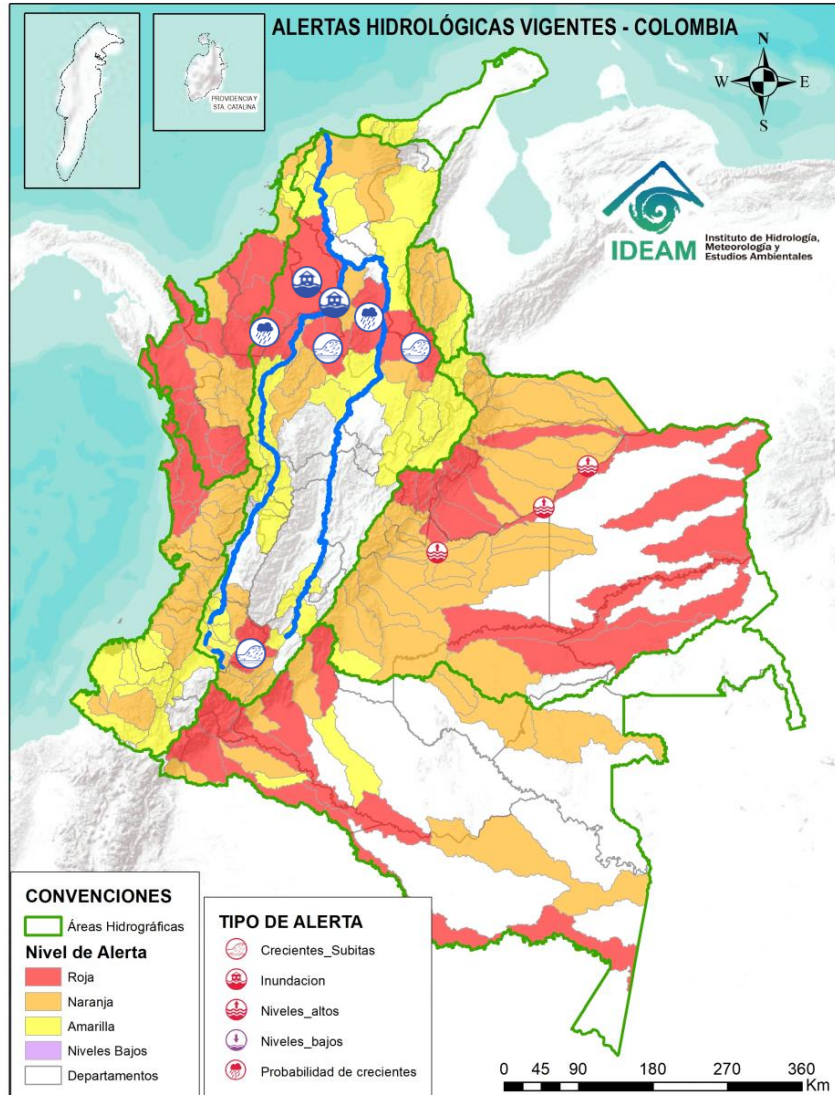 ALERTAS HIDROLÓGICAS VIGENTES - COLOMBIA
PROVIDENCIA Y
STA. CATALINA
N
W
E
S
IDEAM
Instituto de Hidrología,
Meteorología y
Estudios Ambientales
CONVENCIONES
Áreas Hidrográficas
Nivel de Alerta
Roja
Naranja
Amarilla
Niveles Bajos
Departamentos
TIPO DE ALERTA
Crecientes_Subitas
Inundacion
Niveles_altos
Niveles_bajos
Probabilidad de crecientes
0 45 90 180 270 360
Km